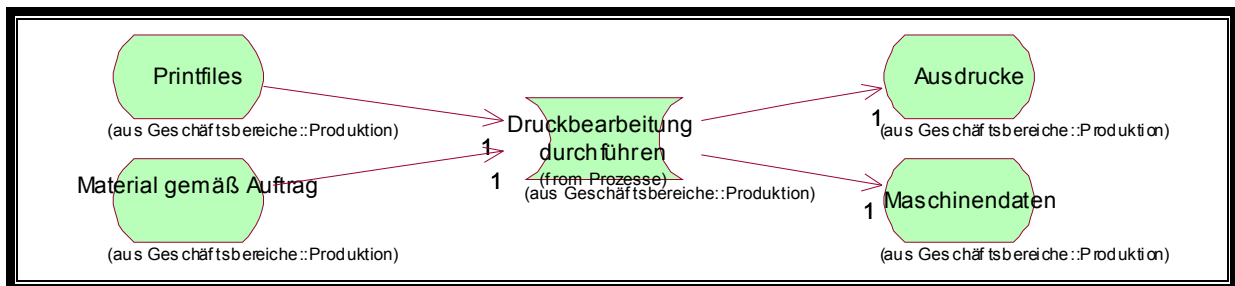 Printfiles
(aus Geschäftsbereiche::Produktion)
Material gemäß Auftrag
(aus Geschäftsbereiche::Produktion)
1
1
Druckbearbeitung
durchführen
(from Prozesse)
(aus Geschäftsbereiche::Produktion)
Ausdrucke
1
(aus Geschäftsbereiche::Produktion)
Maschinendaten
1
(aus Geschäftsbereiche::Produktion)